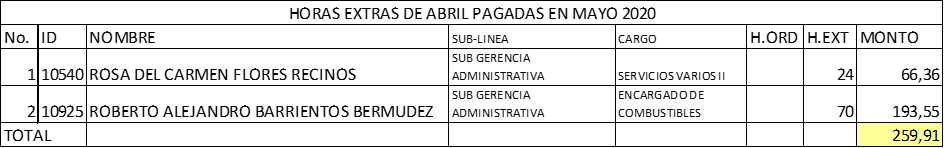 HORAS EXTRAS DE ABRIL PAGADAS EN MAYO 2020
No. ID NOMBRE SUB-LINEA CARGO H.ORD H.EXT MONTO
1 10540 ROSA DEL CARMEN FLORES RECINOS SUB GERENCIA ADMINISTRATIVA SERVICIOS VARIOS II 24 66,36
2 10925 ROBERTO ALEJANDRO BARRIENTOS BERMUDEZ SUB GERENCIA ADMINISTRATIVA ENCARGADO DE COMBUSTIBLES 70 193,55
TOTAL 259,91